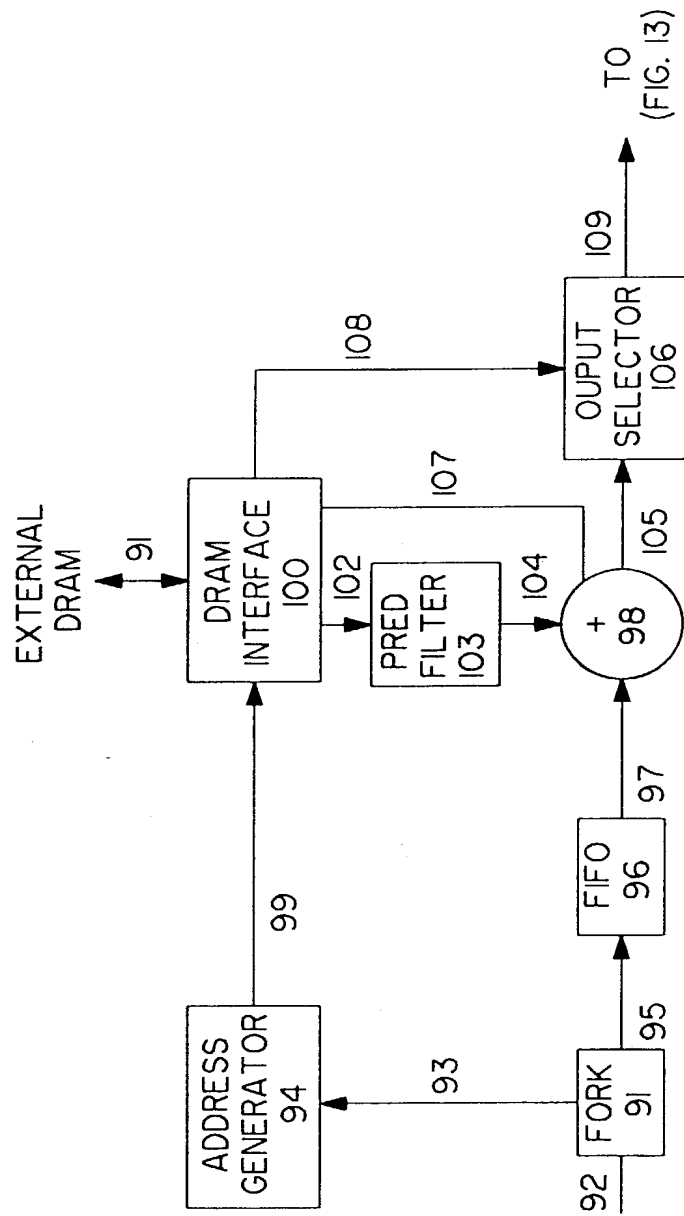 EXTERNAL
DRAM
91
ADDRESS
GENERATOR
94
99
DRAM
INTERFACE
100
108
102
107
PRED
FILTER
103
104
93
92
FORK
91
95
FIFO
96
97
+
98
105
OUPUT
SELECTOR
106
109
TO
(FIG. 13)